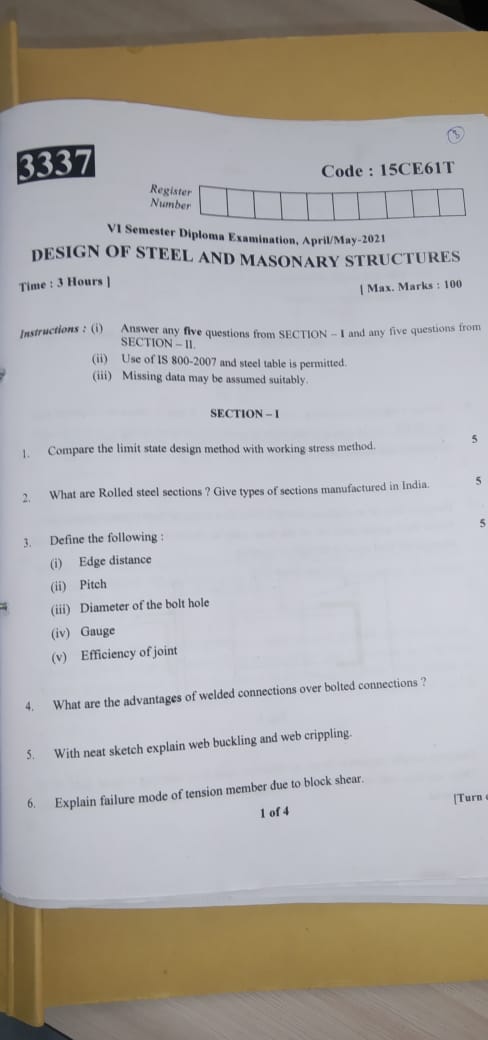 3
3337
Code : 15CE61T
Register
Number
VI Semester Diploma Examination, April/May-2021
DESIGN OF STEEL AND MASONARY STRUCTURES
Time : 3 Hours ]
[ Max. Marks : 100
Instructions : (i) Answer any five questions from SECTION – I and any five questions from
SECTION – II.
(ii) Use of IS 800-2007 and steel table is permitted.
(iii) Missing data may be assumed suitably.
SECTION – I
1. Compare the limit state design method with working stress method. 5
2. What are Rolled steel sections ? Give types of sections manufactured in India. 5
3. Define the following : 5
(i) Edge distance
(ii) Pitch
(iii) Diameter of the bolt hole
(iv) Gauge
(v) Efficiency of joint
4. What are the advantages of welded connections over bolted connections ?
5. With neat sketch explain web buckling and web crippling.
6. Explain failure mode of tension member due to block shear.
1 of 4
[Turn